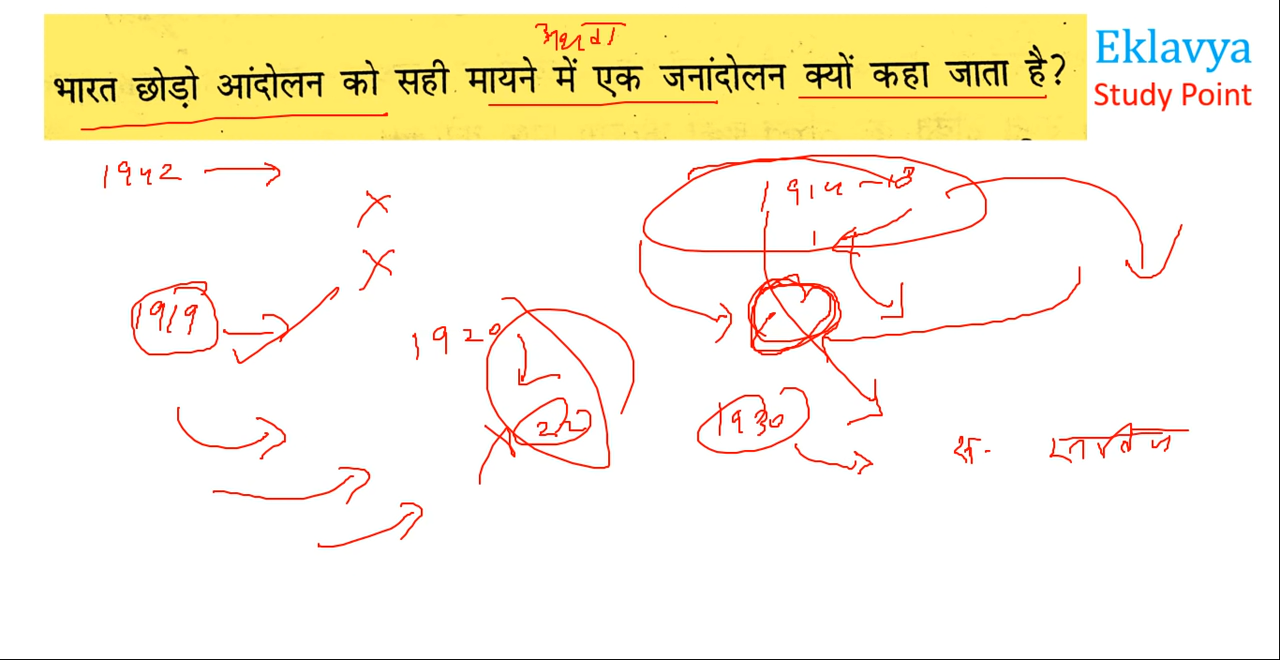 अथवा
भारत छोड़ो आंदोलन को सही मायने में एक जनांदोलन क्यों कहा जाता है?
Eklavya
Study Point
1942
1914-18
1919
1920
22
1930